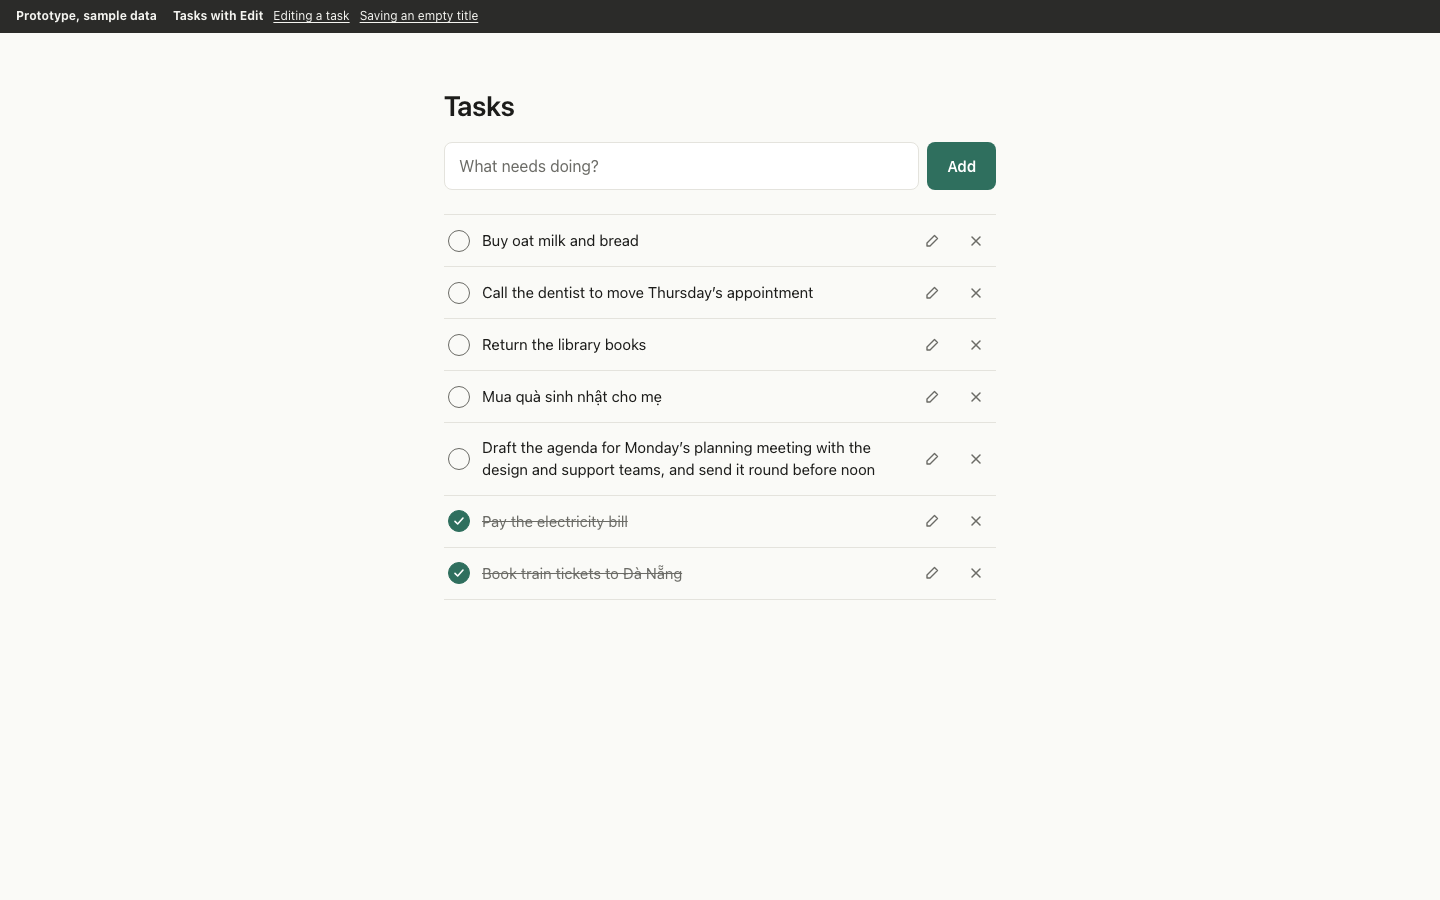 Prototype, sample data Tasks with Edit Editing a task Saving an empty title
Tasks
What needs doing? Add
Buy oat milk and bread
Call the dentist to move Thursday’s appointment
Return the library books
Mua quà sinh nhật cho mẹ
Draft the agenda for Monday’s planning meeting with the
design and support teams, and send it round before noon
Pay the electricity bill
Book train tickets to Đà Nẵng